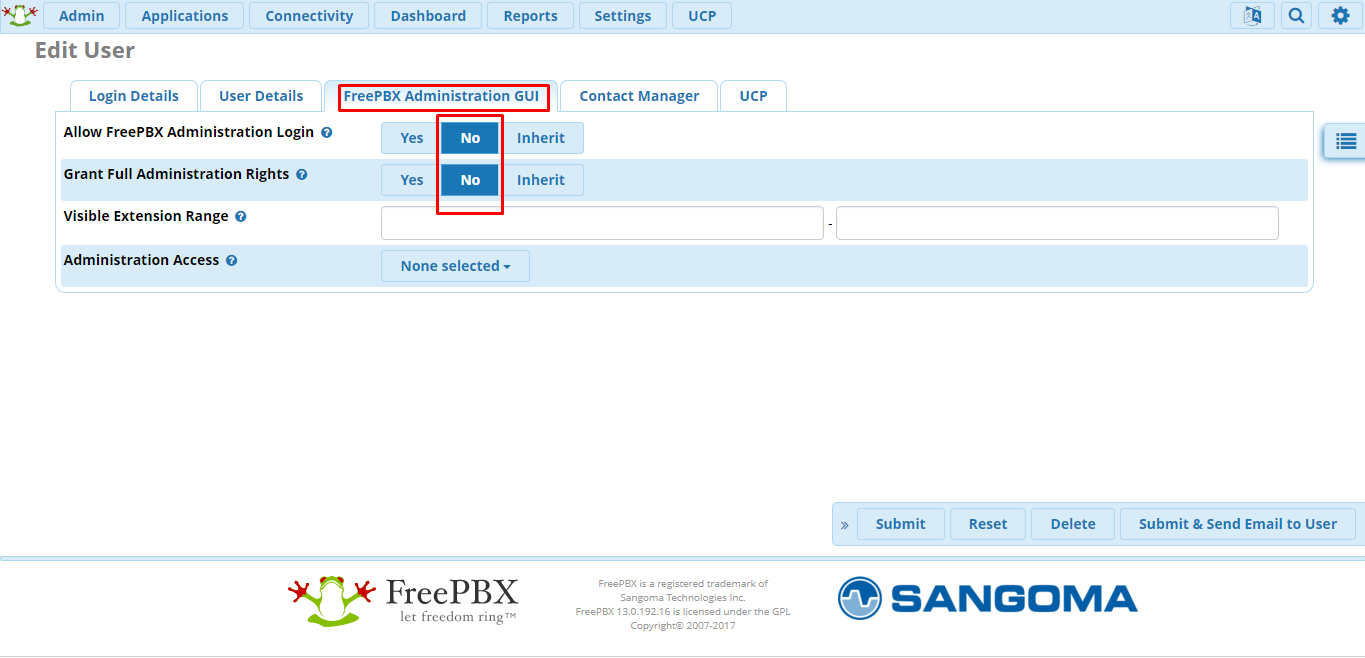 Admin Applications Connectivity Dashboard Reports Settings UCP
Edit User
Login Details User Details FreePBX Administration GUI Contact Manager UCP
Allow FreePBX Administration Login Yes No Inherit
Grant Full Administration Rights Yes No Inherit
Visible Extension Range -
Administration Access None selected
» Submit Reset Delete Submit & Send Email to User
FreePBX
let freedom ring™
FreePBX is a registered trademark of
Sangoma Technologies Inc.
FreePBX 13.0.192.16 is licensed under the GPL
Copyright© 2007-2017
SANGOMA